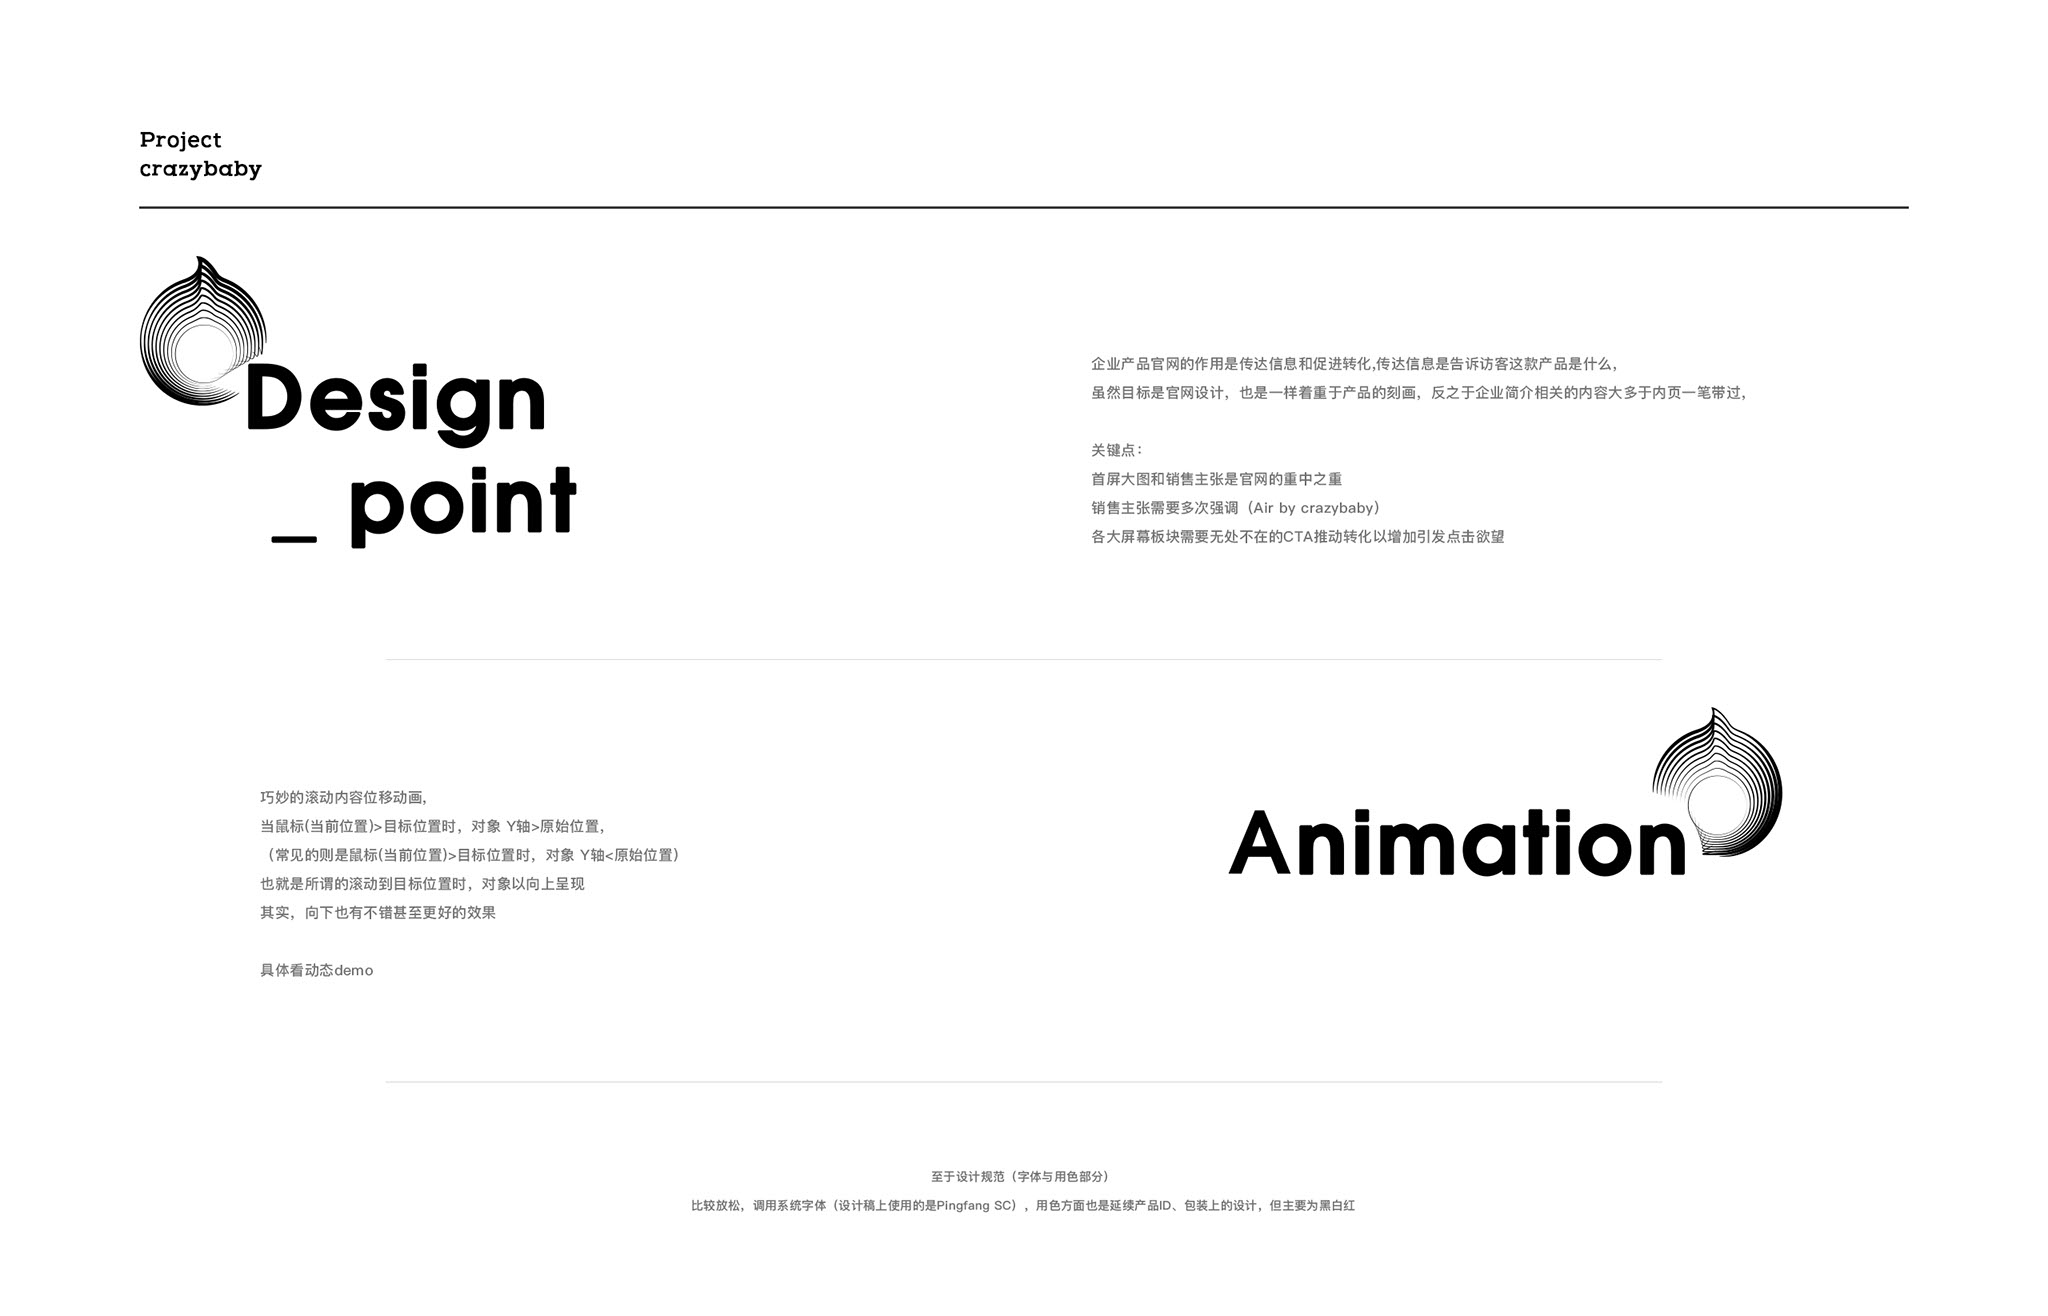 Project
crazybaby
Design
_ point
企业产品官网的作用是传达信息和促进转化,传达信息是告诉访客这款产品是什么，
虽然目标是官网设计，也是一样着重于产品的刻画，反之于企业简介相关的内容大多于内页一笔带过，
关键点：
首屏大图和销售主张是官网的重中之重
销售主张需要多次强调（Air by crazybaby）
各大屏幕板块需要无处不在的CTA推动转化以增加引发点击欲望
Animation
巧妙的滚动内容位移动画，
当鼠标(当前位置)>目标位置时，对象 Y轴>原始位置，
（常见的则是鼠标(当前位置)>目标位置时，对象 Y轴<原始位置）
也就是所谓的滚动到目标位置时，对象以向上呈现
其实，向下也有不错甚至更好的效果
具体看动态demo
至于设计规范（字体与用色部分）
比较放松，调用系统字体（设计稿上使用的是Pingfang SC），用色方面也是延续产品ID、包装上的设计，但主要为黑白红